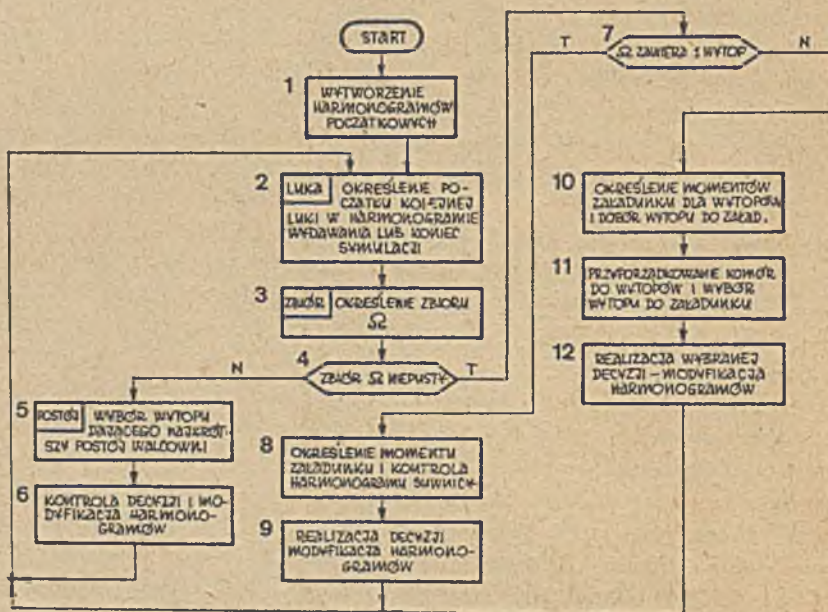 START
1
WYTWORZENIE
HARMONOGRAMÓW
POCZĄTKOWYCH
2
LUKA OKREŚLENIE PO-
CZĄTKU KOLEJNEJ
LUKI W HARMONOGRAMIE
WYDAWANIA LUB KONIEC
SYMULACJI
3
ZBIÓR OKREŚLENIE ZBIORU
Ω
4
ZBIÓR Ω NIEPUSTY
N
T
5
POSTÓJ WYBÓR WYTOPU
DAJĄCEGO NAJKRÓT-
SZY POSTÓJ WALCOWNI
6
KONTROLA DECYZJI I MO-
DYFIKACJA HARMONO-
GRAMÓW
7
Ω ZAWIERA 1 WYTOP
T
N
8
OKREŚLENIE MOMENTU
ZAŁADUNKU I KONTROLA
HARMONOGRAMU SUWNICY
9
REALIZACJA DECYZJI
MODYFIKACJA HARMONO-
GRAMÓW
10
OKREŚLENIE MOMENTÓW
ZAŁADUNKU DLA WYTOPÓW
I DOBÓR WYTOPU DO ZAŁAD.
11
PRZYPORZĄDKOWANIE KOMÓR
DO WYTOPÓW I WYBÓR
WYTOPU DO ZAŁADUNKU
12
REALIZACJA WYBRANEJ
DECYZJI - MODYFIKACJA
HARMONOGRAMÓW